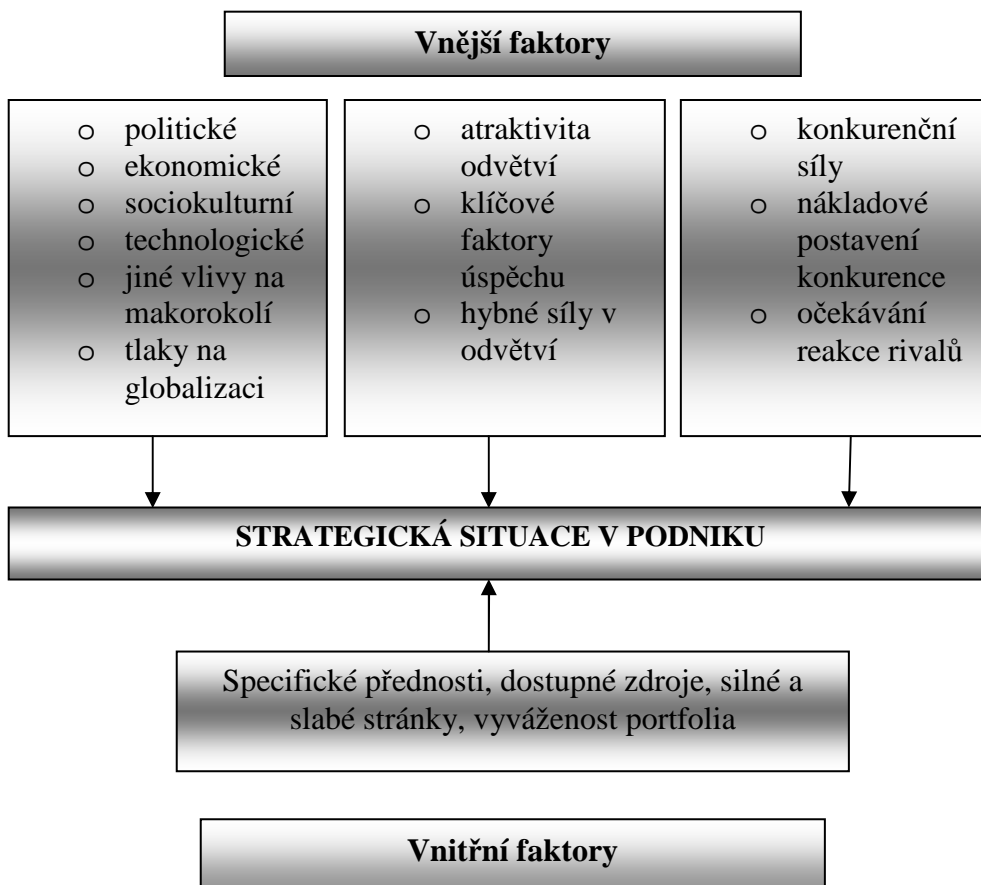 Vnější faktory
o politické
o ekonomické
o sociokulturní
o technologické
o jiné vlivy na
makorokolí
o tlaky na
globalizaci
o atraktivita
odvětví
o klíčové
faktory
úspěchu
o hybné síly v
odvětví
o konkurenční
síly
o nákladové
postavení
konkurence
o očekávání
reakce rivalů
STRATEGICKÁ SITUACE V PODNIKU
Specifické přednosti, dostupné zdroje, silné a
slabé stránky, vyváženost portfolia
Vnitřní faktory